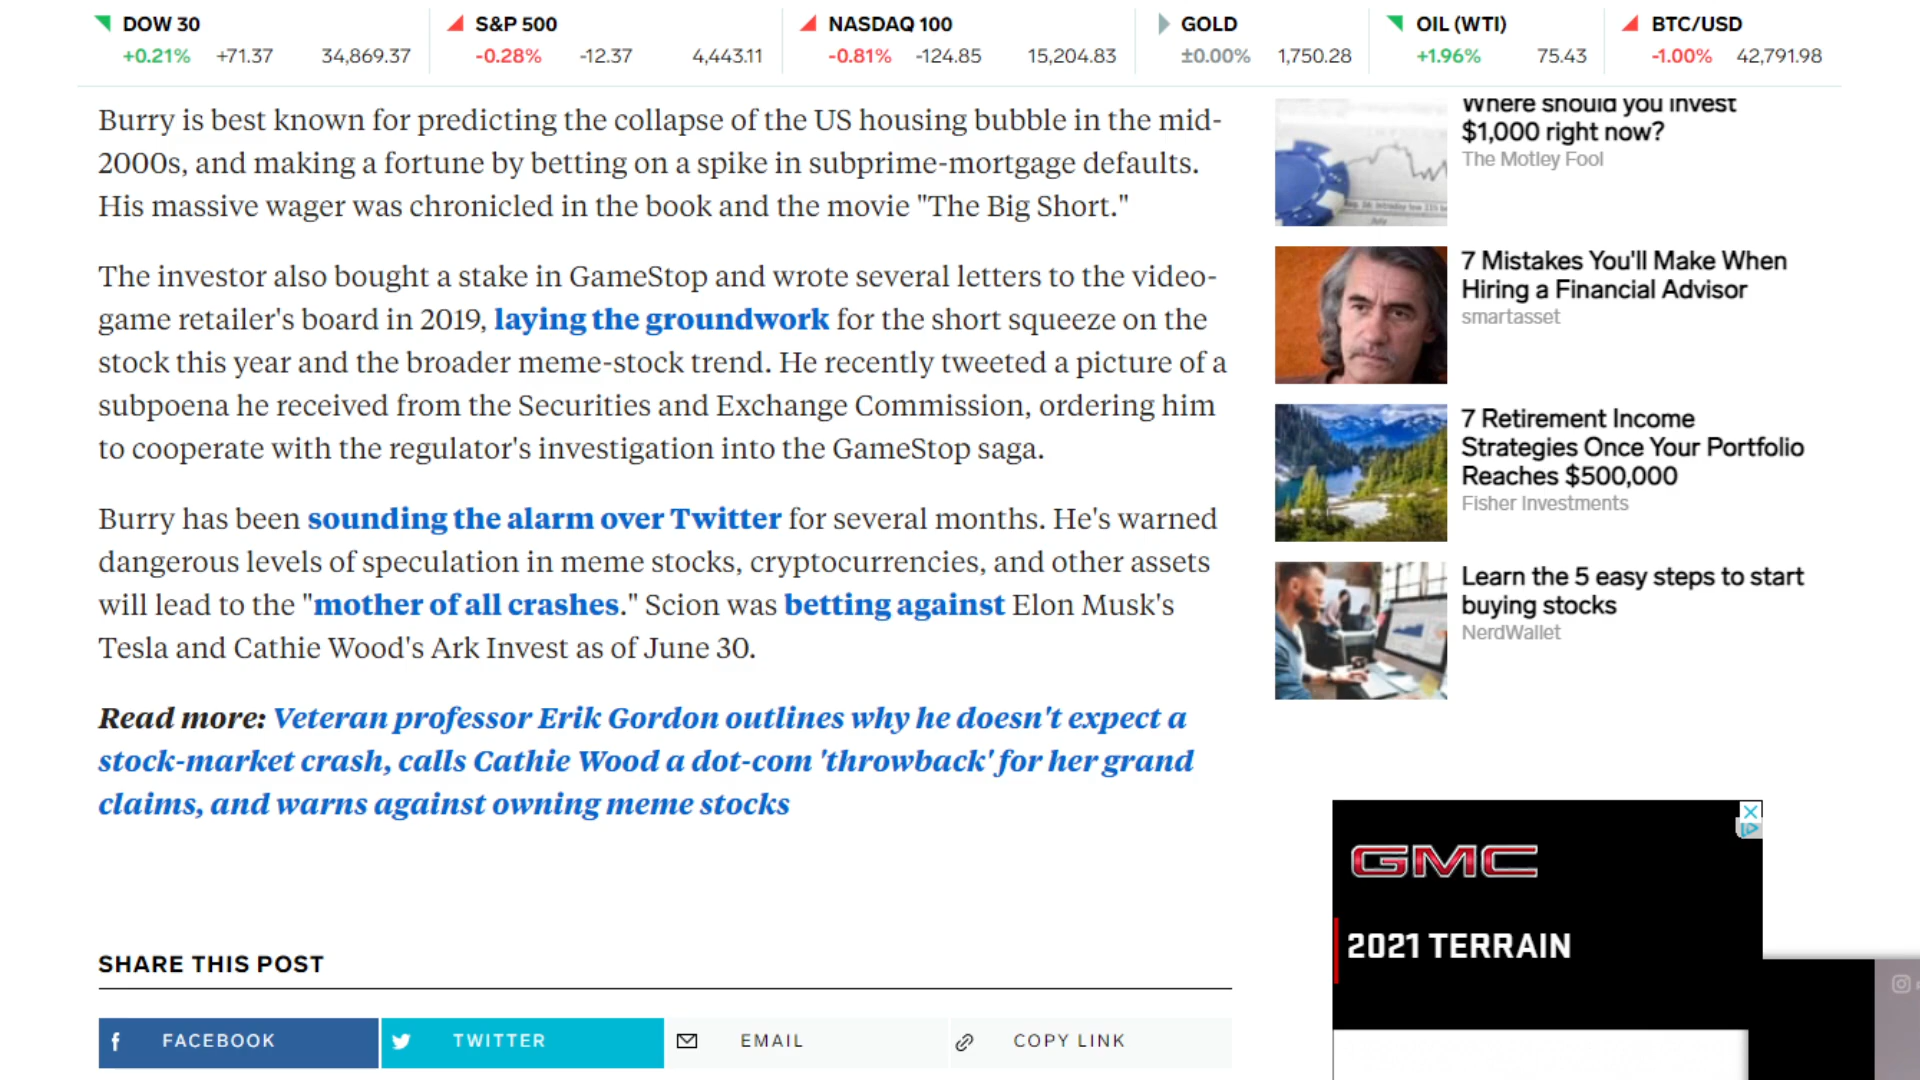 DOW 30
+0.21% +71.37 34,869.37
S&P 500
-0.28% -12.37 4,443.11
NASDAQ 100
-0.81% -124.85 15,204.83
GOLD
±0.00% 1,750.28
OIL (WTI)
+1.96% 75.43
BTC/USD
-1.00% 42,791.98
Burry is best known for predicting the collapse of the US housing bubble in the mid-
2000s, and making a fortune by betting on a spike in subprime-mortgage defaults.
His massive wager was chronicled in the book and the movie "The Big Short."
The investor also bought a stake in GameStop and wrote several letters to the video-
game retailer's board in 2019, laying the groundwork for the short squeeze on the
stock this year and the broader meme-stock trend. He recently tweeted a picture of a
subpoena he received from the Securities and Exchange Commission, ordering him
to cooperate with the regulator's investigation into the GameStop saga.
Burry has been sounding the alarm over Twitter for several months. He's warned
dangerous levels of speculation in meme stocks, cryptocurrencies, and other assets
will lead to the "mother of all crashes." Scion was betting against Elon Musk's
Tesla and Cathie Wood's Ark Invest as of June 30.
Read more: Veteran professor Erik Gordon outlines why he doesn't expect a
stock-market crash, calls Cathie Wood a dot-com 'throwback' for her grand
claims, and warns against owning meme stocks
SHARE THIS POST
FACEBOOK
TWITTER
EMAIL
COPY LINK
Where should you invest
$1,000 right now?
The Motley Fool
7 Mistakes You'll Make When
Hiring a Financial Advisor
smartasset
7 Retirement Income
Strategies Once Your Portfolio
Reaches $500,000
Fisher Investments
Learn the 5 easy steps to start
buying stocks
NerdWallet
GMC
2021 TERRAIN